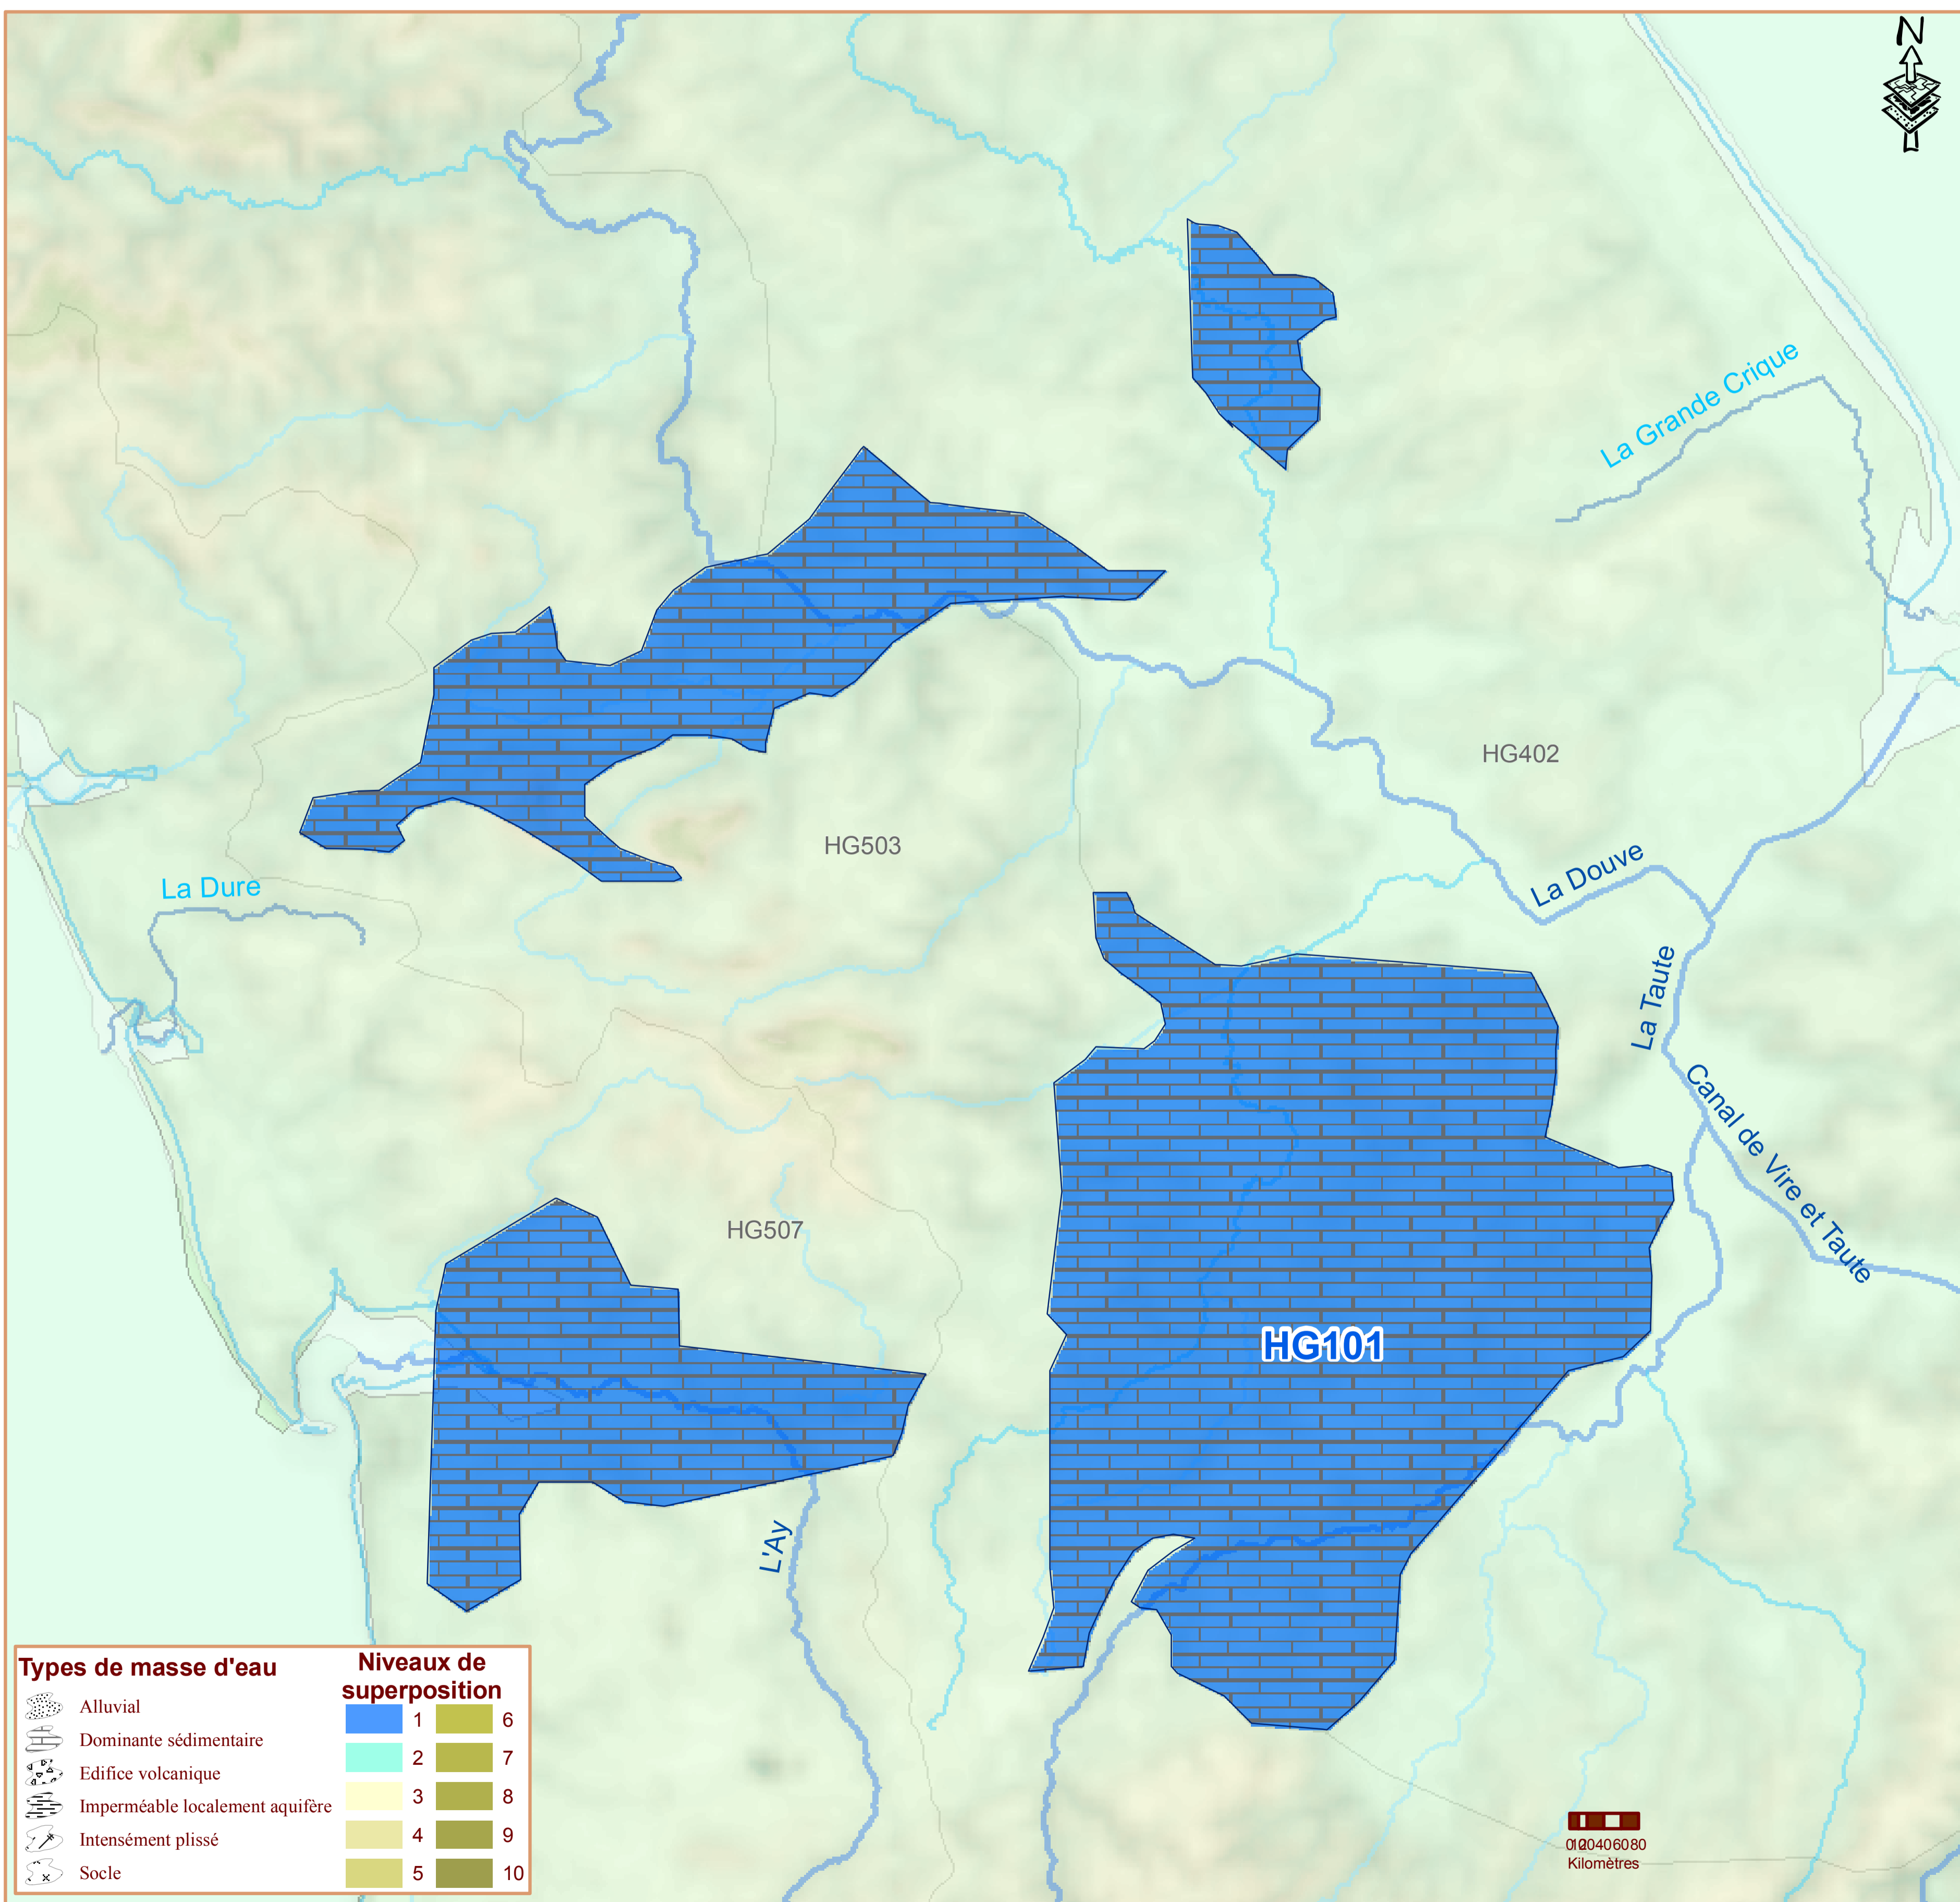 N
La Grande Crique
HG402
HG503
La Douve
La Dure
La Taute
Canal de Vire et Taute
HG507
HG101
L'Ay
Types de masse d'eau
Alluvial
Dominante sédimentaire
Edifice volcanique
Imperméable localement aquifère
Intensément plissé
Socle
Niveaux de
superposition
1 6
2 7
3 8
4 9
5 10
Kilomètres